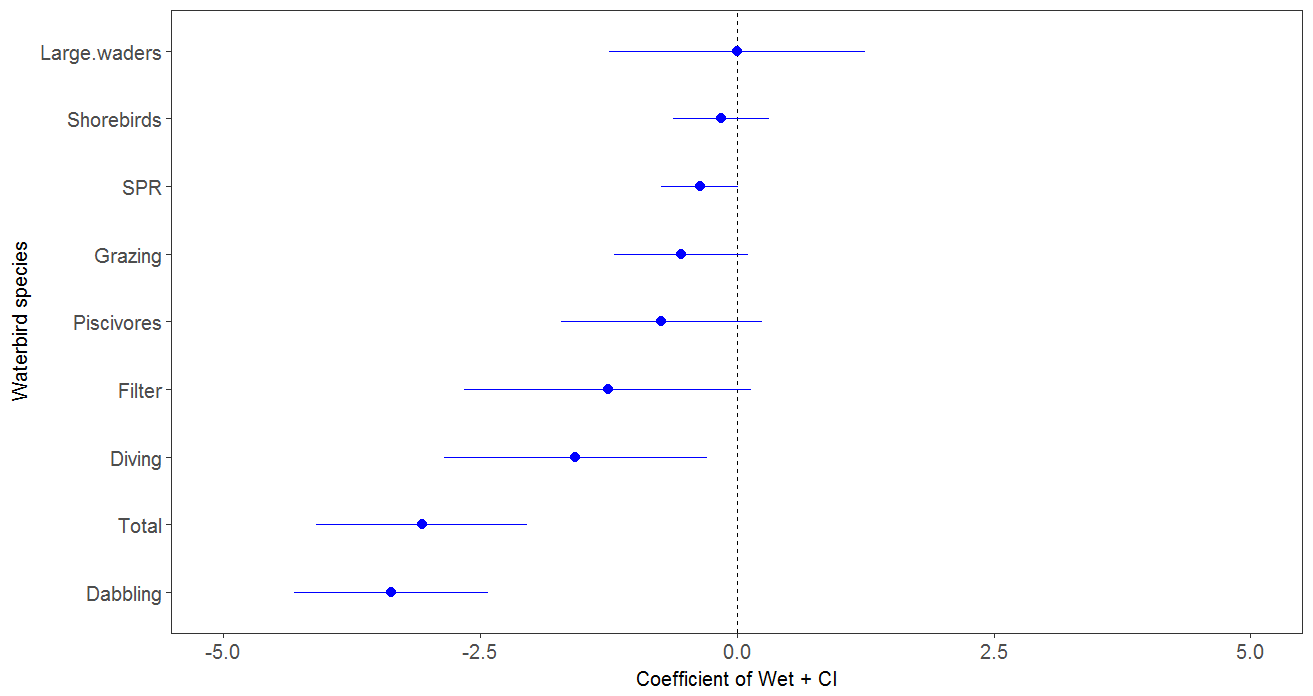 Large.waders
Shorebirds
SPR
Grazing
Piscivores
Filter
Diving
Total
Dabbling
Waterbird species
-5.0 -2.5 0.0 2.5 5.0
Coefficient of Wet + CI